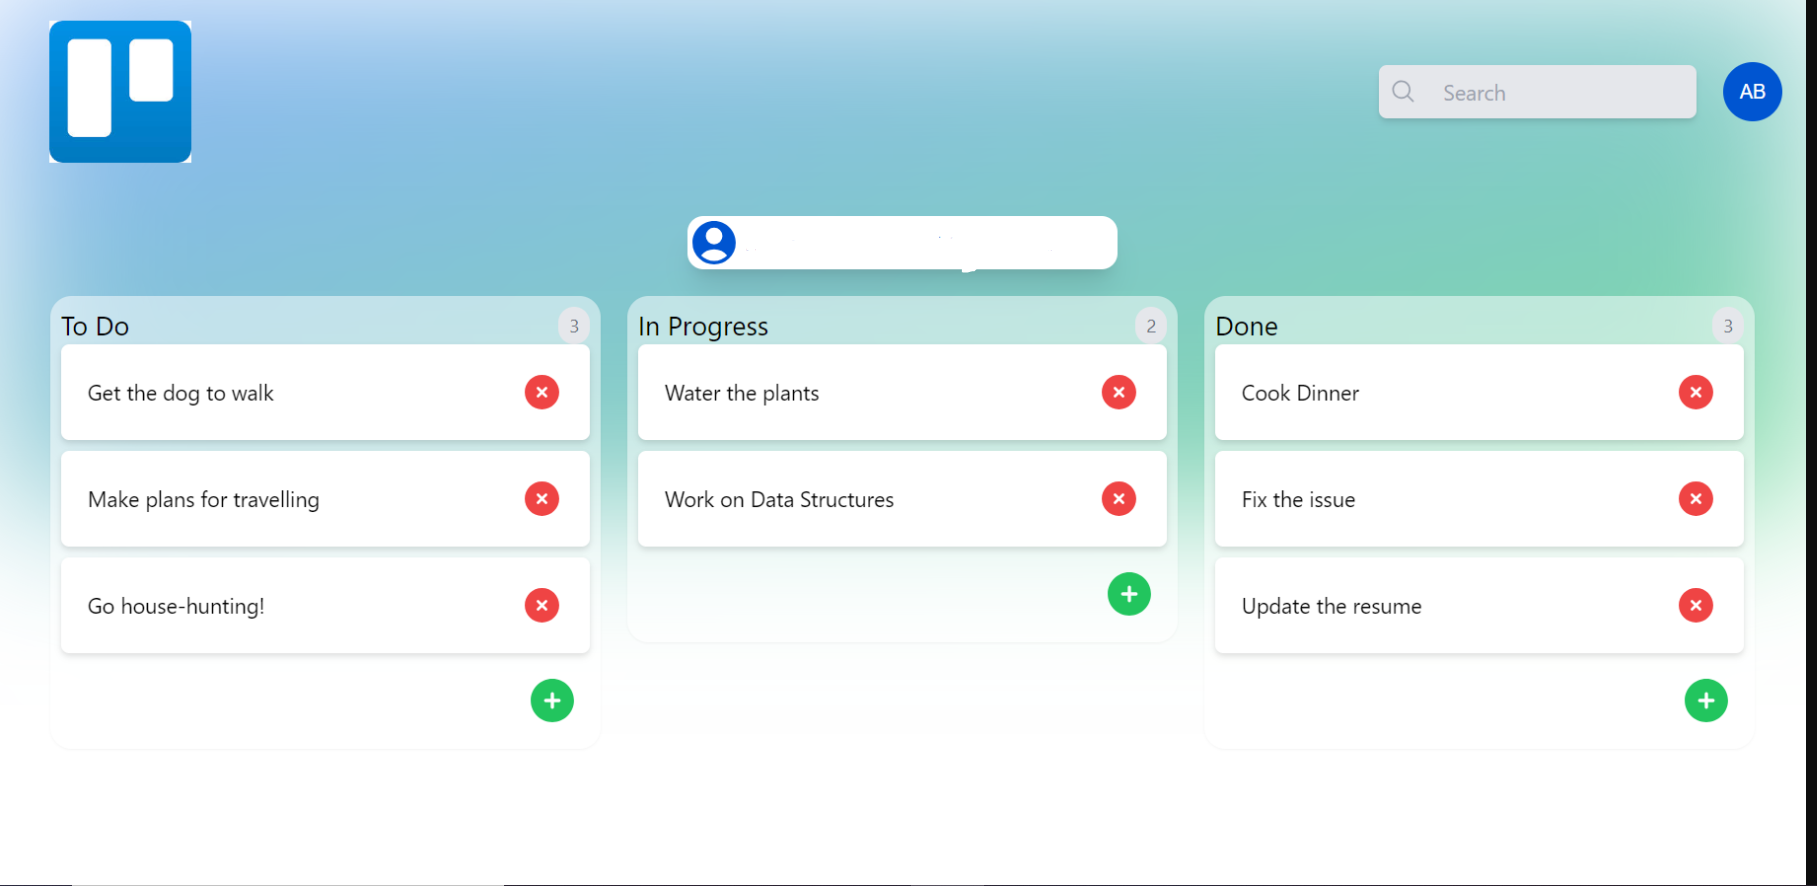 Search
AB
To Do
3
Get the dog to walk
Make plans for travelling
Go house-hunting!
In Progress
2
Water the plants
Work on Data Structures
Done
3
Cook Dinner
Fix the issue
Update the resume